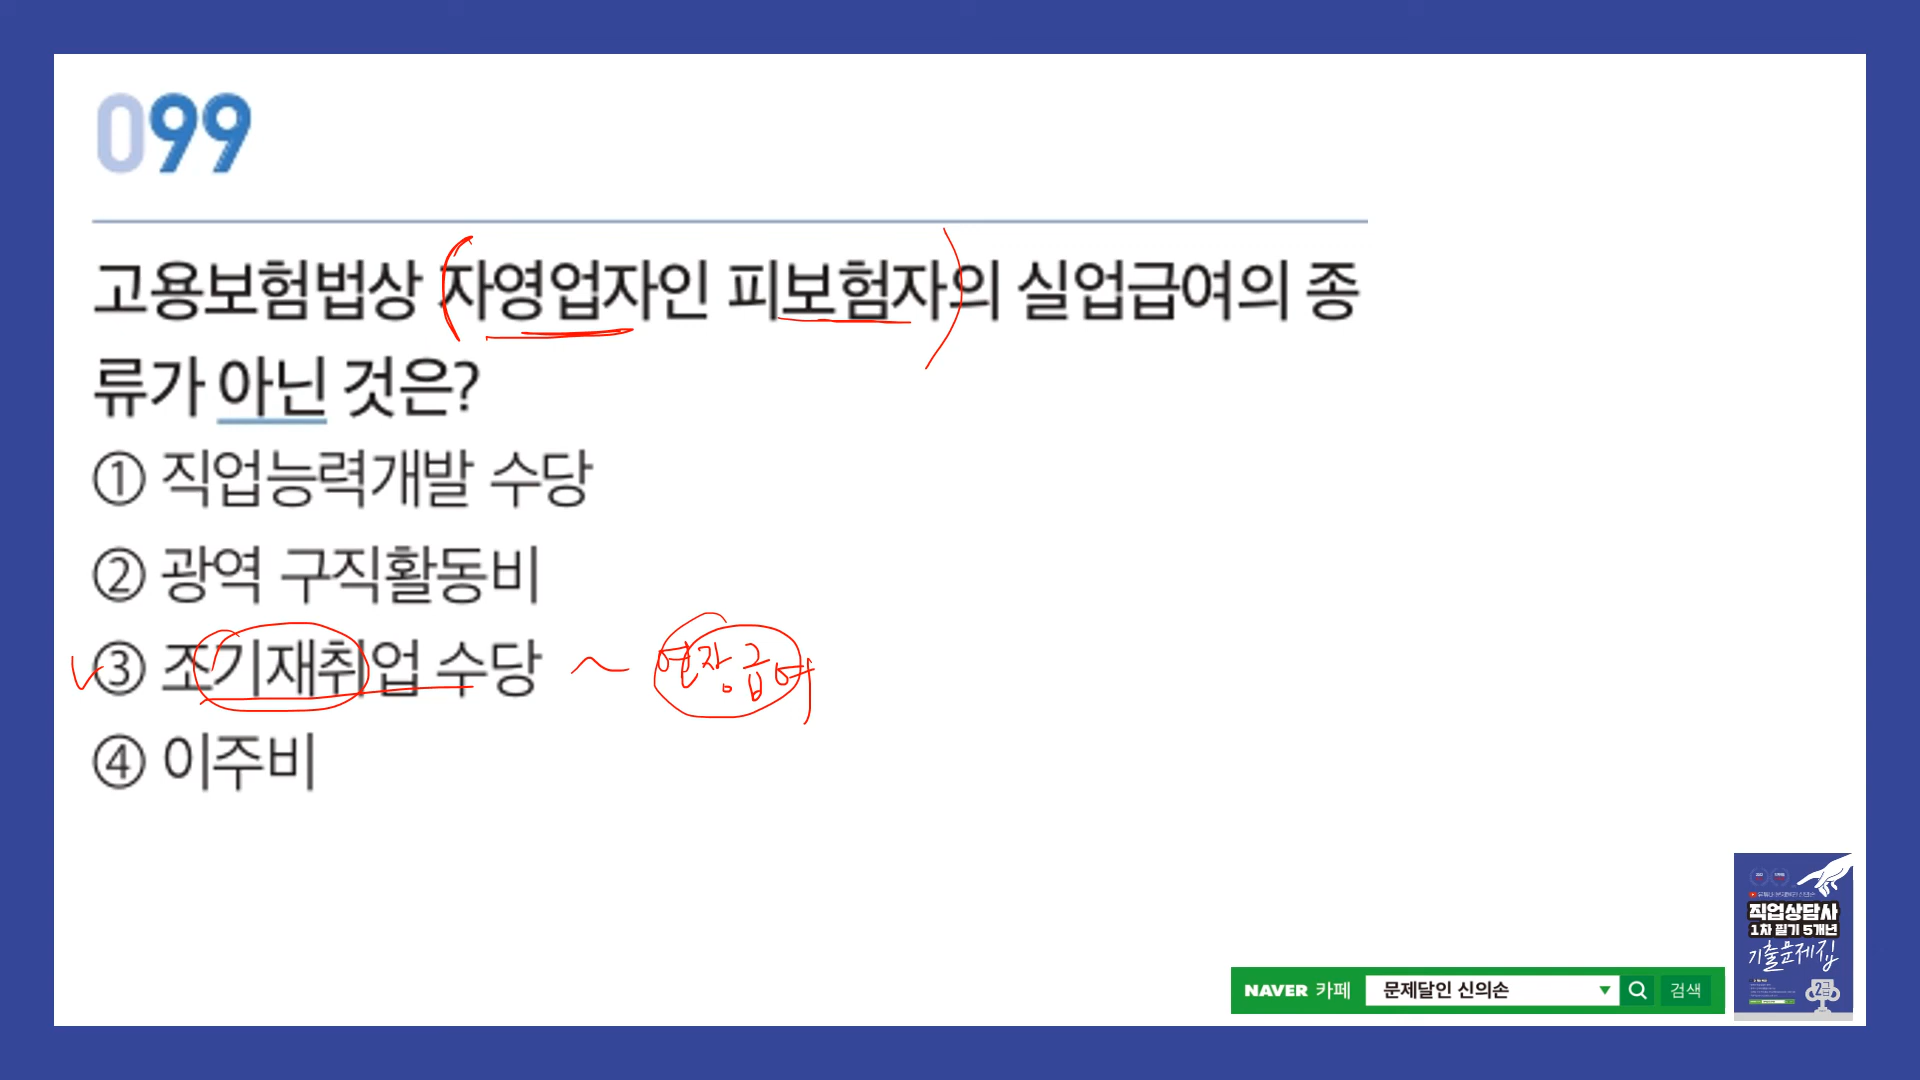 099
고용보험법상 자영업자인 피보험자의 실업급여의 종
류가 아닌 것은?
① 직업능력개발 수당
② 광역 구직활동비
③ 조기재취업 수당 ~ 연장급여
④ 이주비
직업상담사
1차 필기 5개년
기출문제집
2급
NAVER 카페 문제달인 신의손 검색